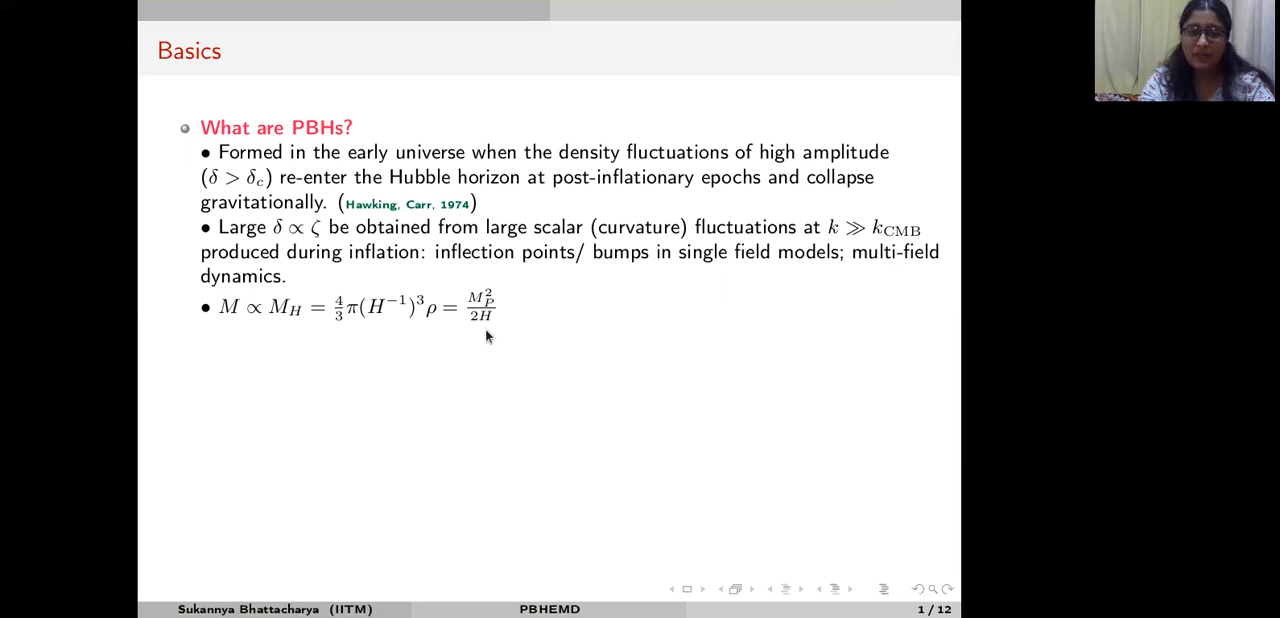 Basics
What are PBHs?
• Formed in the early universe when the density fluctuations of high amplitude
(δ > δ_c) re-enter the Hubble horizon at post-inflationary epochs and collapse
gravitationally. (Hawking, Carr, 1974)
• Large δ ∝ ζ be obtained from large scalar (curvature) fluctuations at k ≫ k_CMB
produced during inflation: inflection points/ bumps in single field models; multi-field
dynamics.
• M ∝ M_H = 4/3 π(H⁻¹)³ρ = M_P²/2H
Sukannya Bhattacharya (IITM) PBHEMD 1 / 12